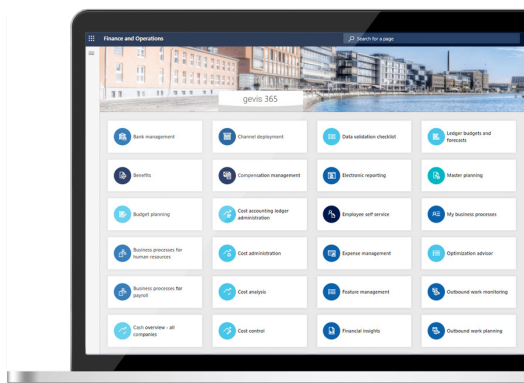 Finance and Operations
Search for a page
gevis 365
Bank management
Channel deployment
Data validation checklist
Ledger budgets and
forecasts
Benefits
Compensation management
Electronic reporting
Master planning
Budget planning
Cost accounting ledger
administration
Employee self service
My business processes
Business processes for
human resources
Cost administration
Expense management
Optimization advisor
Business processes for
payroll
Cost analysis
Feature management
Outbound work monitoring
Cash overview - all
companies
Cost control
Financial insights
Outbound work planning